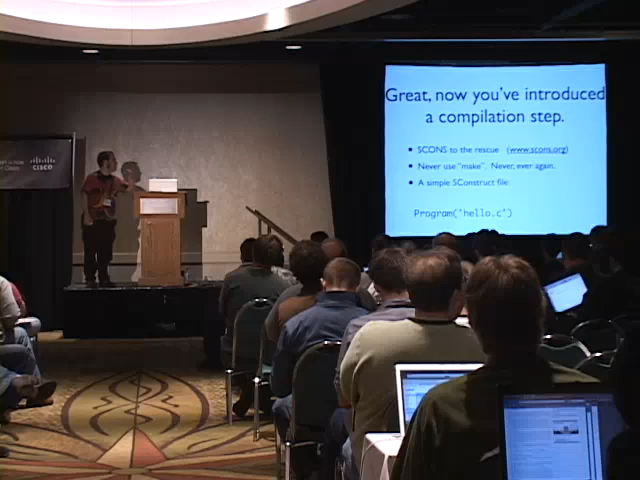 Great, now you've introduced
a compilation step.
• SCONS to the rescue (www.scons.org)
• Never use "make". Never, ever again.
• A simple SConstruct file:
Program('hello.c')
CISCO